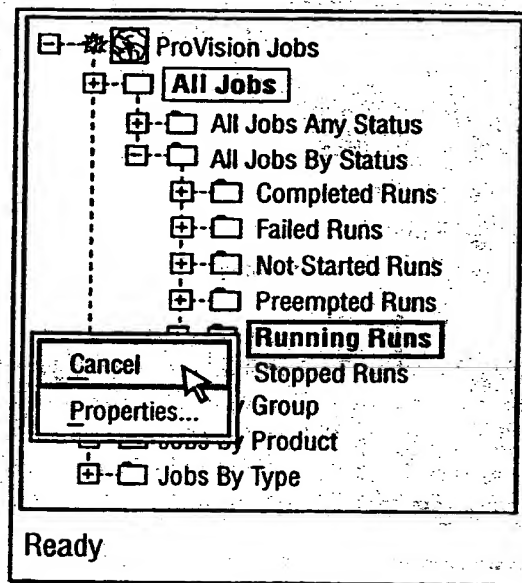 ProVision Jobs
All Jobs
All Jobs Any Status
All Jobs By Status
Completed Runs
Failed Runs
Not Started Runs
Preempted Runs
Running Runs
Cancel
Stopped Runs
Properties...
Group
By Product
Jobs By Type
Ready